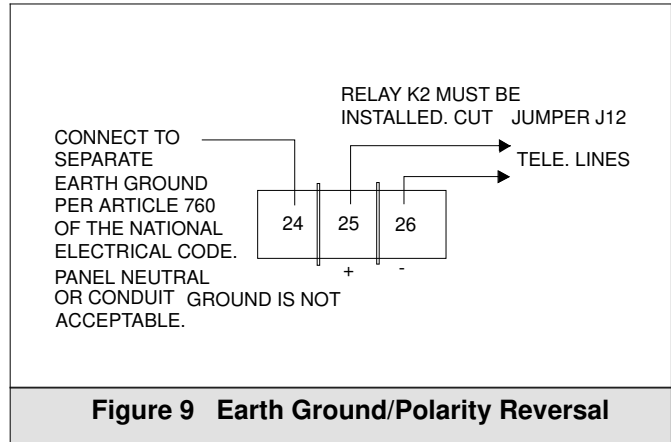 RELAY K2 MUST BE
INSTALLED. CUT JUMPER J12
TELE. LINES
CONNECT TO
SEPARATE
EARTH GROUND
PER ARTICLE 760
OF THE NATIONAL
ELECTRICAL CODE.
PANEL NEUTRAL
OR CONDUIT GROUND IS NOT
ACCEPTABLE.
24 25 26
+ -
Figure 9 Earth Ground/Polarity Reversal